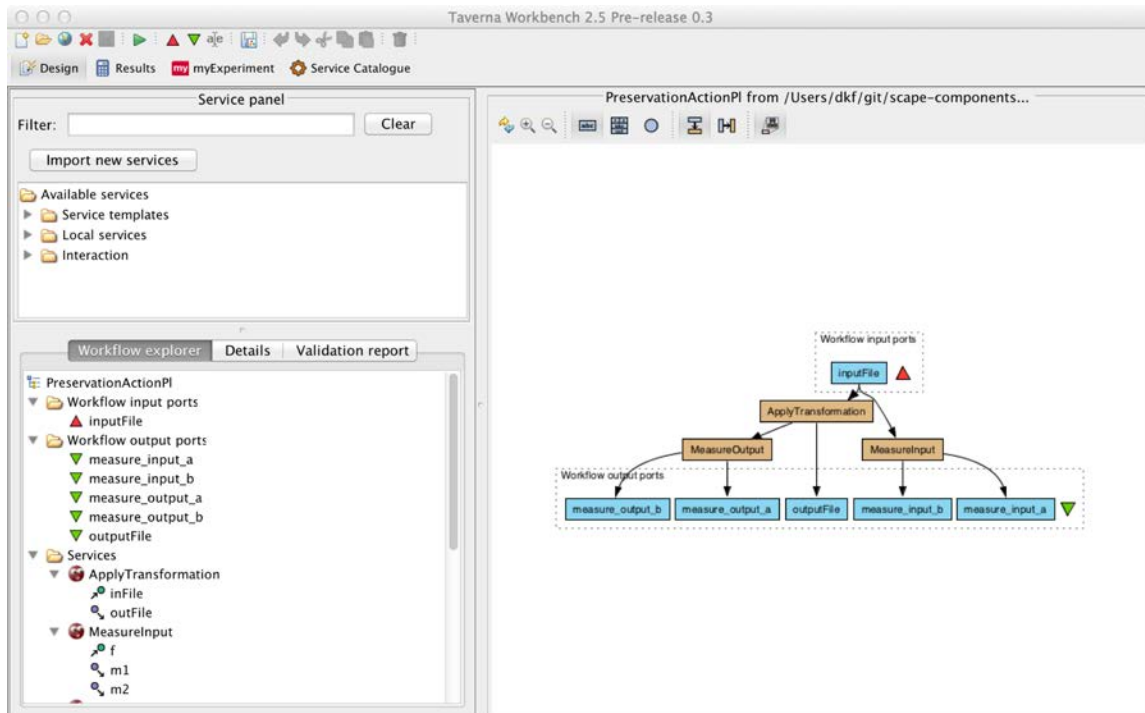 Taverna Workbench 2.5 Pre-release 0.3
Design Results my myExperiment Service Catalogue
Service panel
Filter: Clear
Import new services
Available services
Service templates
Local services
Interaction
Workflow explorer Details Validation report
PreservationActionPl
Workflow input ports
inputFile
Workflow output ports
measure_input_a
measure_input_b
measure_output_a
measure_output_b
outputFile
Services
ApplyTransformation
inFile
outFile
MeasureInput
f
m1
m2
PreservationActionPl from /Users/dkf/git/scape-components...
abc
Workflow input ports
inputFile
ApplyTransformation
MeasureOutput MeasureInput
Workflow output ports
measure_output_b measure_output_a outputFile measure_input_b measure_input_a